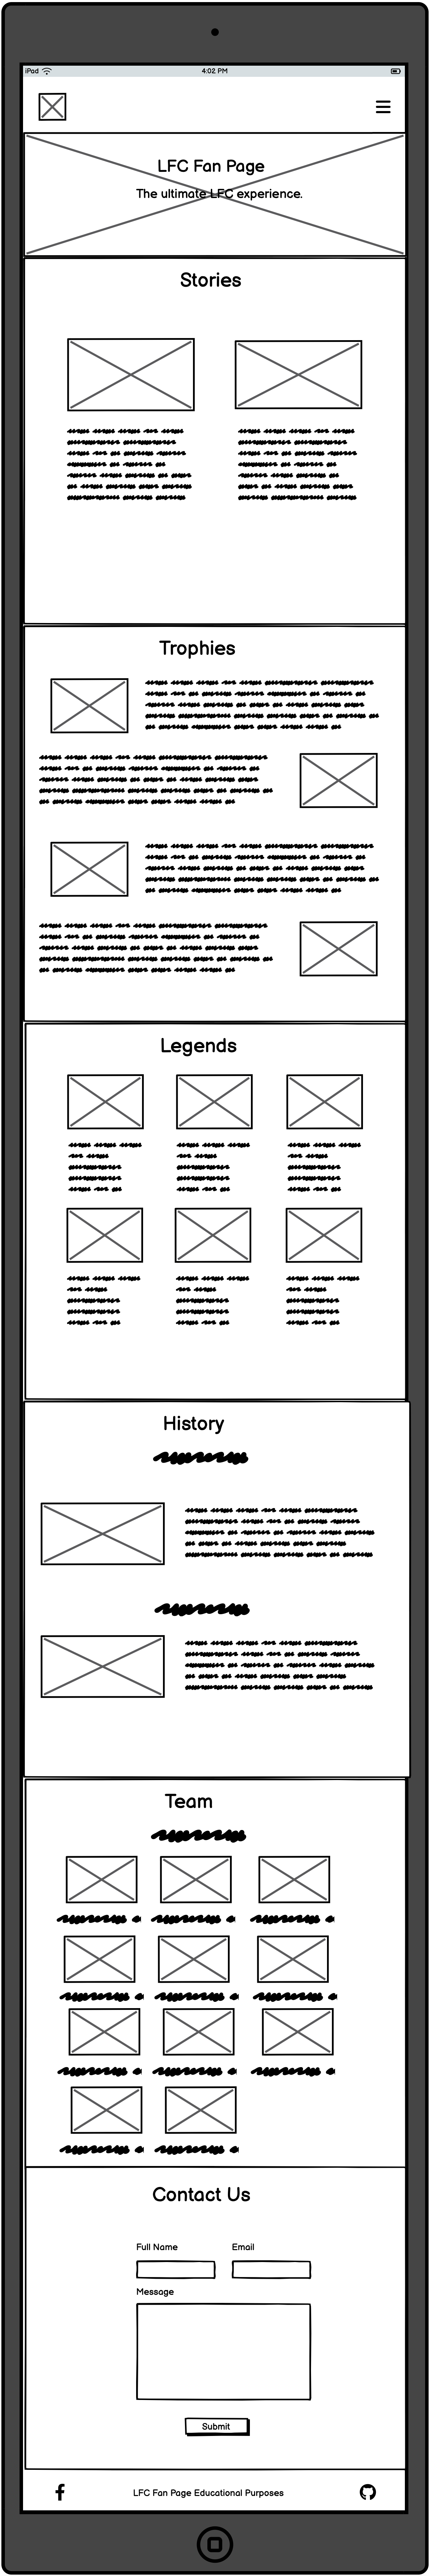 iPad 4:02 PM
LFC Fan Page
The ultimate LFC experience.
Stories
Trophies
Legends
History
Team
Contact Us
Full Name Email
Message
Submit
LFC Fan Page Educational Purposes